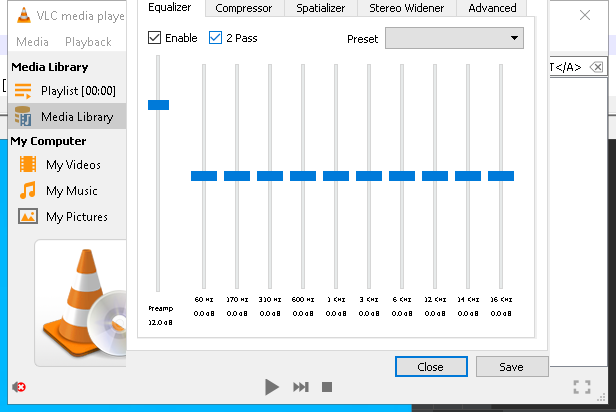 VLC media playe
Media Playback
Media Library
Playlist [00:00]
Media Library
My Computer
My Videos
My Music
My Pictures
Equalizer Compressor Spatializer Stereo Widener Advanced
Enable 2 Pass Preset
Preamp
12.0 dB
60 Hz 170 Hz 310 Hz 600 Hz 1 KHz 3 KHz 6 KHz 12 KHz 14 KHz 16 KHz
0.0 dB 0.0 dB 0.0 dB 0.0 dB 0.0 dB 0.0 dB 0.0 dB 0.0 dB 0.0 dB 0.0 dB
Close Save
T</A>